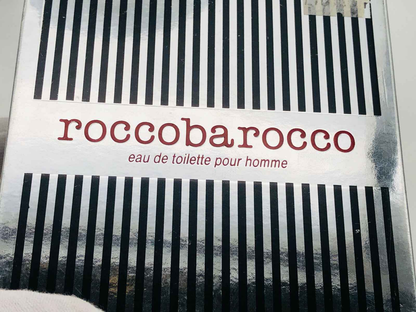 roccobarocco
eau de toilette pour homme